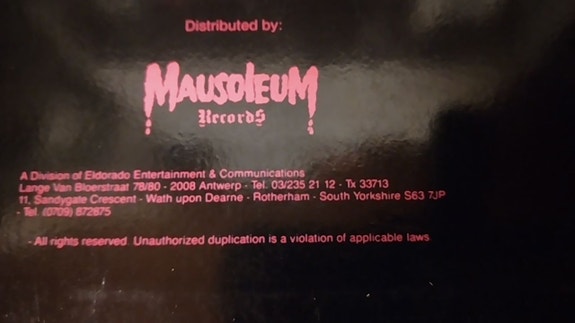 Distributed by:
MAUSOLEUM
Records
A Division of Eldorado Entertainment & Communications
Lange Van Bloerstraat 78/80 - 2008 Antwerp - Tel. 03/235 21 12 - Tx 33713
11, Sandygate Crescent - Wath upon Dearne - Rotherham - South Yorkshire S63 7JP
- Tel. (0709) 872875
- All rights reserved. Unauthorized duplication is a violation of applicable laws.